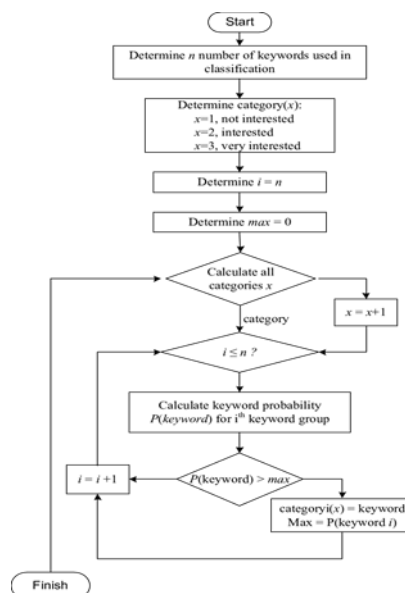 Start
Determine n number of keywords used in
classification
Determine category(x):
x=1, not interested
x=2, interested
x=3, very interested
Determine i = n
Determine max = 0
Calculate all
categories x
x = x+1
category
i ≤ n ?
Calculate keyword probability
P(keyword) for iᵗʰ keyword group
P(keyword) > max
i = i +1
categoryi(x) = keyword
Max = P(keyword i)
Finish